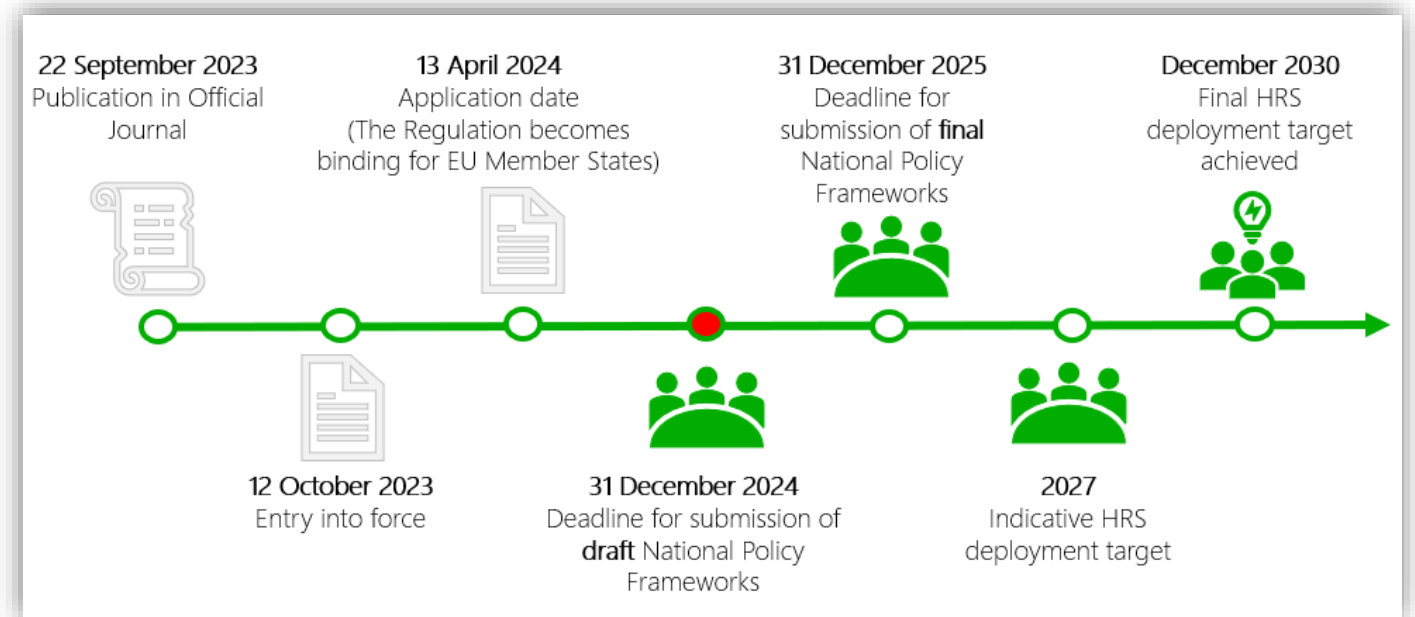 22 September 2023
Publication in Official
Journal
13 April 2024
Application date
(The Regulation becomes
binding for EU Member States)
31 December 2025
Deadline for
submission of final
National Policy
Frameworks
December 2030
Final HRS
deployment target
achieved
12 October 2023
Entry into force
31 December 2024
Deadline for submission of
draft National Policy
Frameworks
2027
Indicative HRS
deployment target